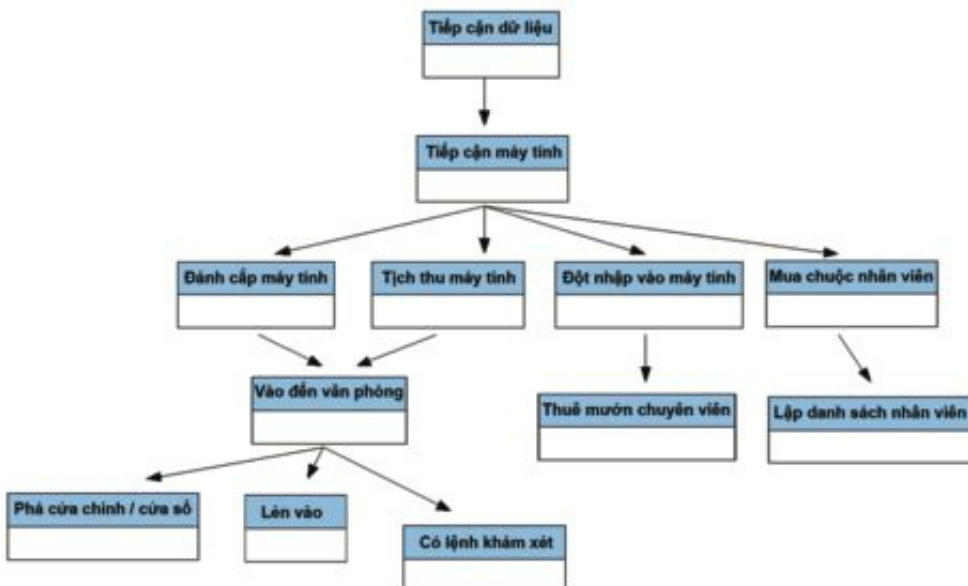 Tiếp cận dữ liệu
Tiếp cận máy tính
Đánh cắp máy tính
Tịch thu máy tính
Đột nhập vào máy tính
Mua chuộc nhân viên
Vào đến văn phòng
Thuê mướn chuyên viên
Lập danh sách nhân viên
Phá cửa chính / cửa sổ
Lẻn vào
Có lệnh khám xét